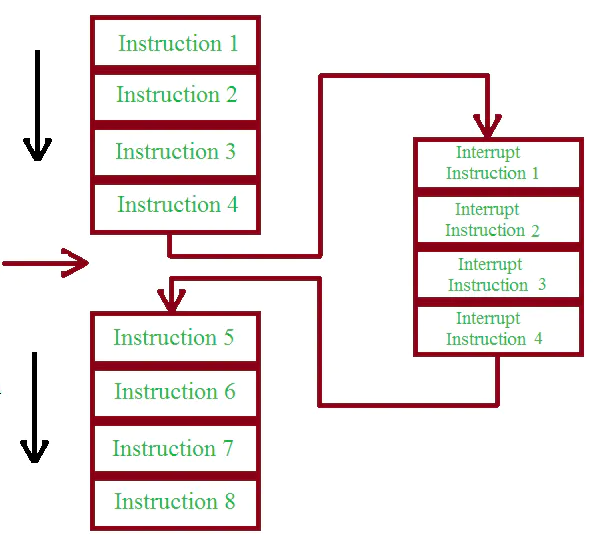 Instruction 1
Instruction 2
Instruction 3
Instruction 4
Interrupt
Instruction 1
Interrupt
Instruction 2
Interrupt
Instruction 3
Interrupt
Instruction 4
Instruction 5
Instruction 6
Instruction 7
Instruction 8